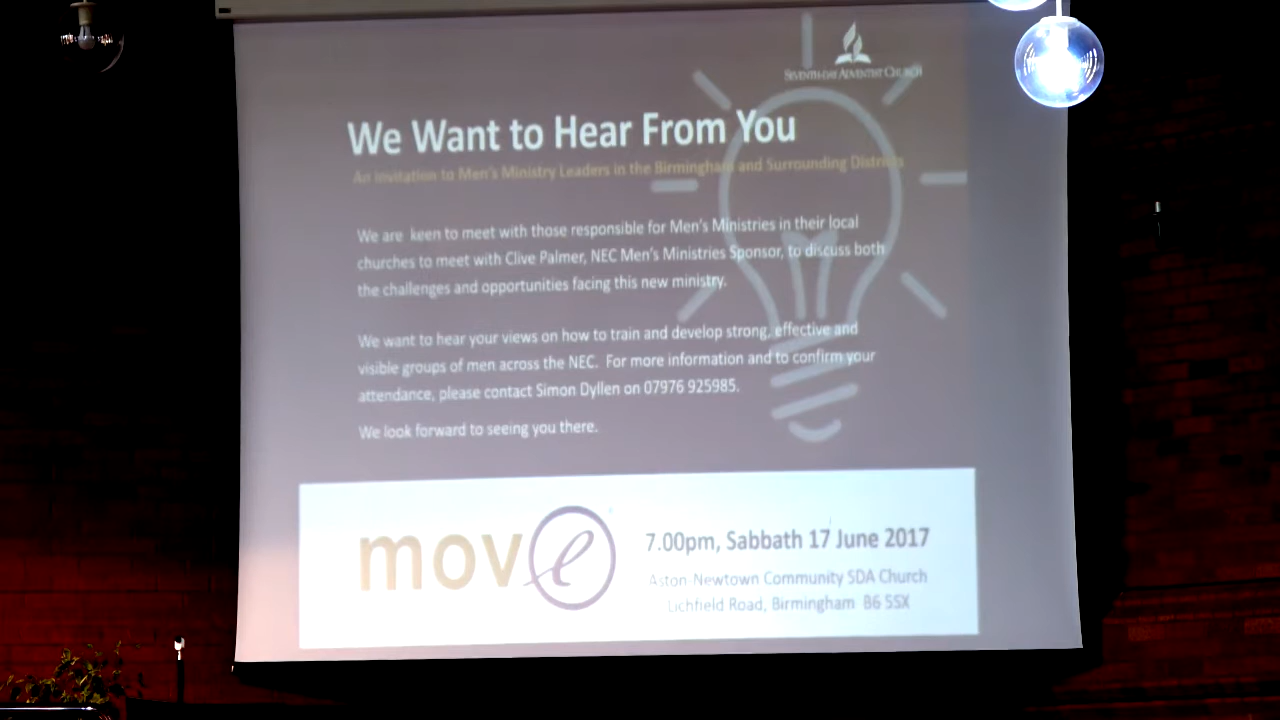 SEVENTH-DAY ADVENTIST CHURCH
We Want to Hear From You
An Invitation to Men's Ministry Leaders in the Birmingham and Surrounding Districts
We are keen to meet with those responsible for Men's Ministries in their local
churches to meet with Clive Palmer, NEC Men's Ministries Sponsor, to discuss both
the challenges and opportunities facing this new ministry.
We want to hear your views on how to train and develop strong, effective and
visible groups of men across the NEC. For more information and to confirm your
attendance, please contact Simon Dyllen on 07976 925985.
We look forward to seeing you there.
move
7.00pm, Sabbath 17 June 2017
Aston-Newtown Community SDA Church
Lichfield Road, Birmingham B6 5SX